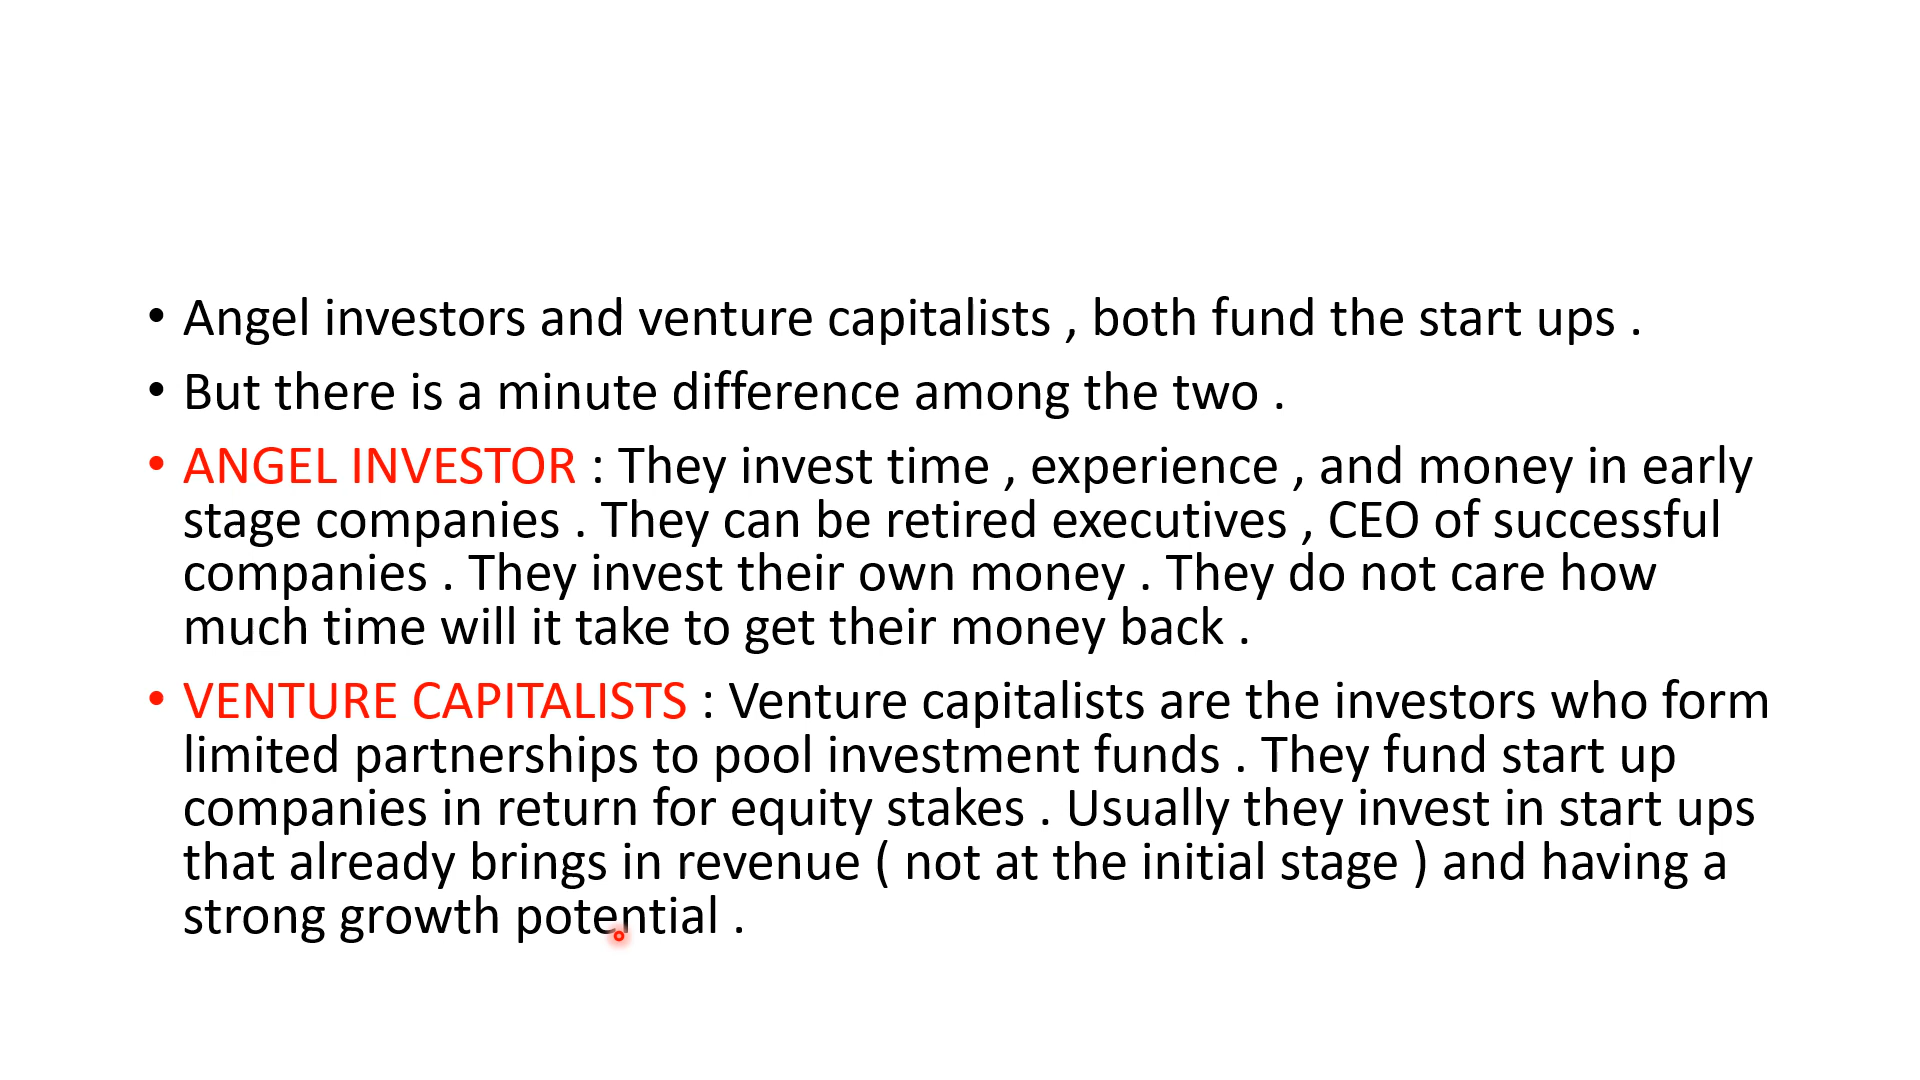 • Angel investors and venture capitalists , both fund the start ups .
• But there is a minute difference among the two .
• ANGEL INVESTOR : They invest time , experience , and money in early
stage companies . They can be retired executives , CEO of successful
companies . They invest their own money . They do not care how
much time will it take to get their money back .
• VENTURE CAPITALISTS : Venture capitalists are the investors who form
limited partnerships to pool investment funds . They fund start up
companies in return for equity stakes . Usually they invest in start ups
that already brings in revenue ( not at the initial stage ) and having a
strong growth potential .